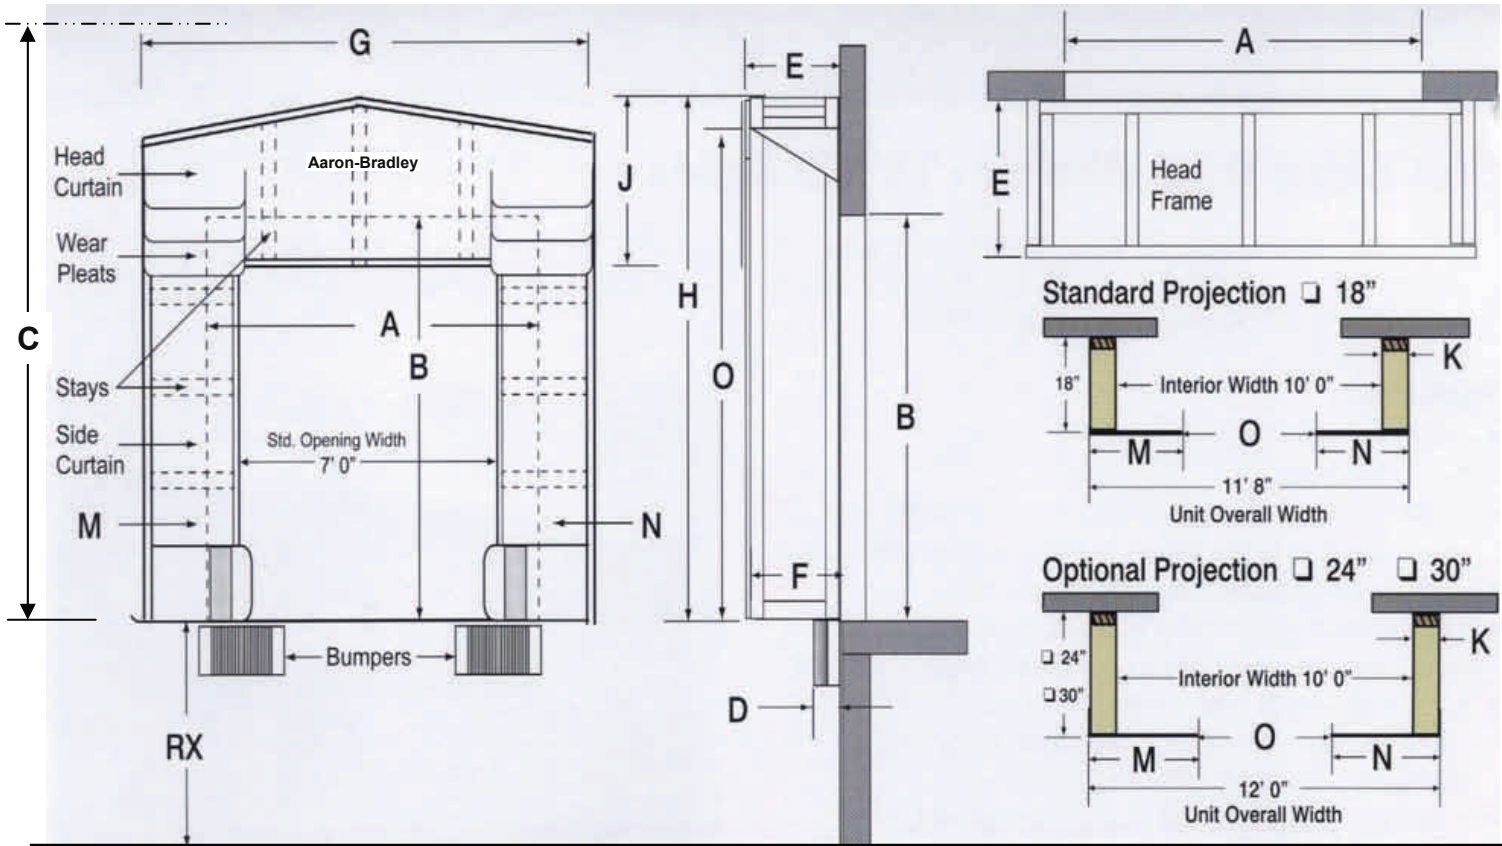 G
E
A
Head
Curtain
Aaron-Bradley
J
E
Head
Frame
Wear
Pleats
H
Standard Projection ❏ 18”
C
A
B
O
18”
Interior Width 10' 0"
K
Stays
B
Side
Curtain
Std. Opening Width
7' 0”
M
O
N
11' 8”
Unit Overall Width
M
N
F
Optional Projection ❏ 24” ❏ 30”
Bumpers
D
❏ 24”
❏ 30”
Interior Width 10' 0”
K
RX
M
O
N
12' 0”
Unit Overall Width